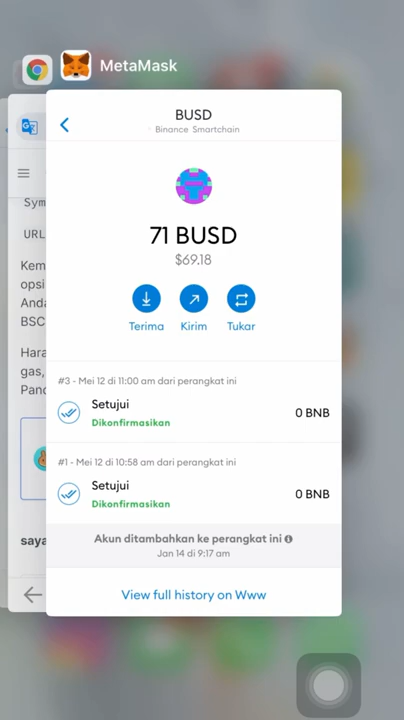 MetaMask
BUSD
Binance Smartchain
71 BUSD
$69.18
Terima
Kirim
Tukar
#3 - Mei 12 di 11:00 am dari perangkat ini
Setujui
0 BNB
Dikonfirmasikan
#1 - Mei 12 di 10:58 am dari perangkat ini
Setujui
0 BNB
Dikonfirmasikan
Akun ditambahkan ke perangkat ini
Jan 14 di 9:17 am
View full history on Www
Sym
URL
Kem
opsi
Anda
BSC
Hara
gas,
Panc
saya